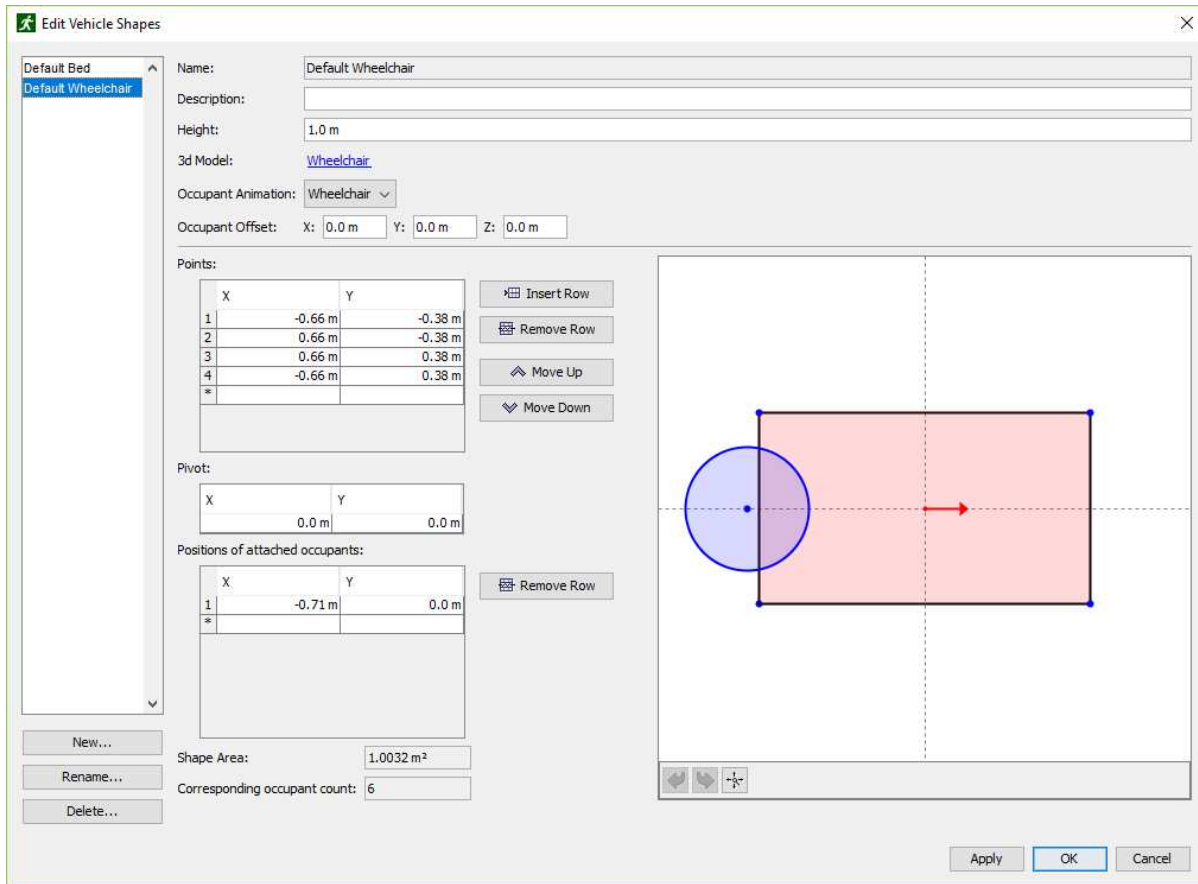 Edit Vehicle Shapes
Default Bed
Default Wheelchair
New...
Rename...
Delete...
Name: Default Wheelchair
Description:
Height: 1.0 m
3d Model: Wheelchair
Occupant Animation: Wheelchair
Occupant Offset: X: 0.0 m Y: 0.0 m Z: 0.0 m
Points:
X Y
1 -0.66 m -0.38 m
2 0.66 m -0.38 m
3 0.66 m 0.38 m
4 -0.66 m 0.38 m
*
Insert Row
Remove Row
Move Up
Move Down
Pivot:
X Y
0.0 m 0.0 m
Positions of attached occupants:
X Y
1 -0.71 m 0.0 m
*
Remove Row
Shape Area: 1.0032 m²
Corresponding occupant count: 6
Apply OK Cancel